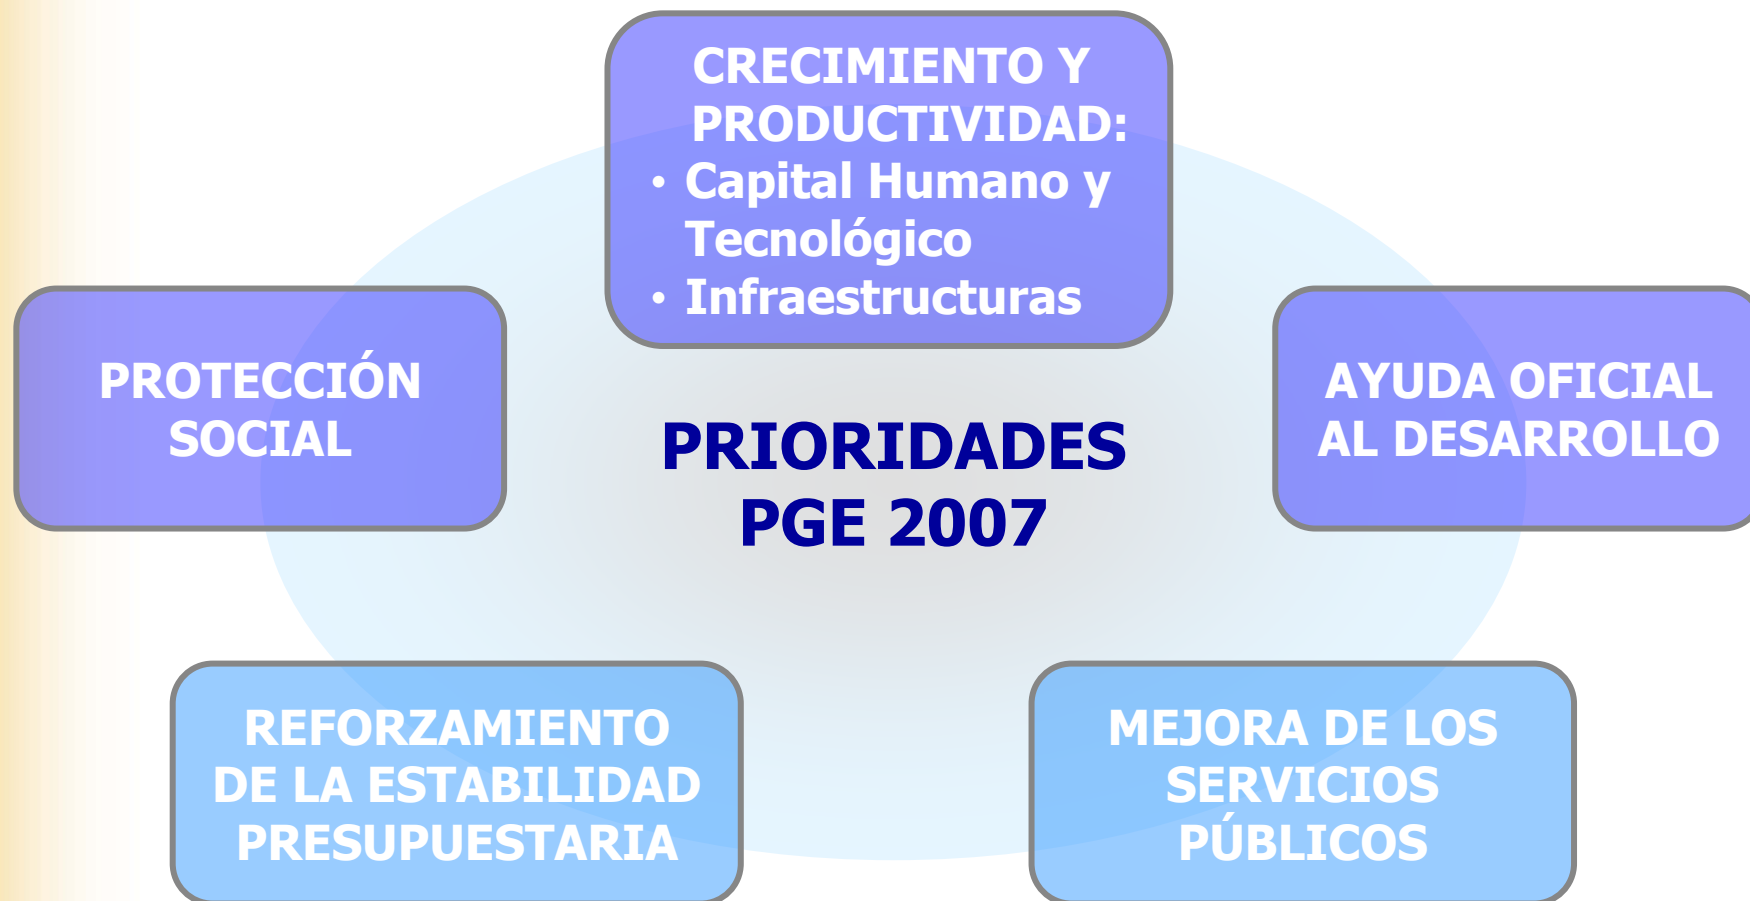 CRECIMIENTO Y
PRODUCTIVIDAD:
• Capital Humano y
Tecnológico
• Infraestructuras
PROTECCIÓN
SOCIAL
AYUDA OFICIAL
AL DESARROLLO
PRIORIDADES
PGE 2007
REFORZAMIENTO
DE LA ESTABILIDAD
PRESUPUESTARIA
MEJORA DE LOS
SERVICIOS
PÚBLICOS